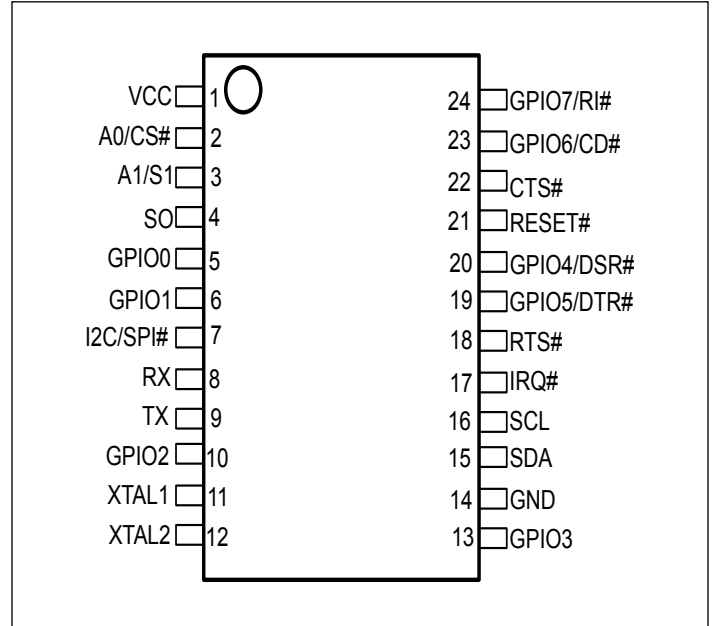 VCC 1
A0/CS# 2
A1/S1 3
SO 4
GPIO0 5
GPIO1 6
I2C/SPI# 7
RX 8
TX 9
GPIO2 10
XTAL1 11
XTAL2 12
24 GPIO7/RI#
23 GPIO6/CD#
22 CTS#
21 RESET#
20 GPIO4/DSR#
19 GPIO5/DTR#
18 RTS#
17 IRQ#
16 SCL
15 SDA
14 GND
13 GPIO3